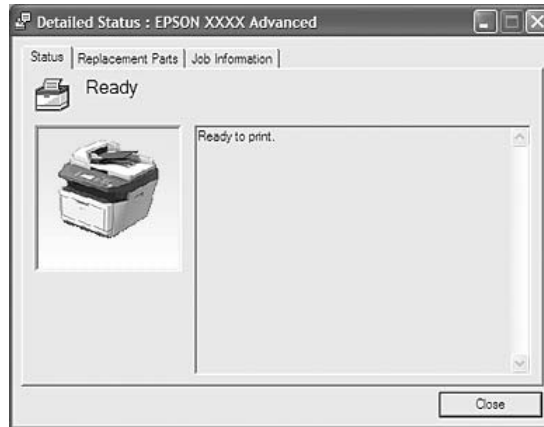 Detailed Status : EPSON XXXX Advanced
Status Replacement Parts Job Information
Ready
Ready to print.
Close